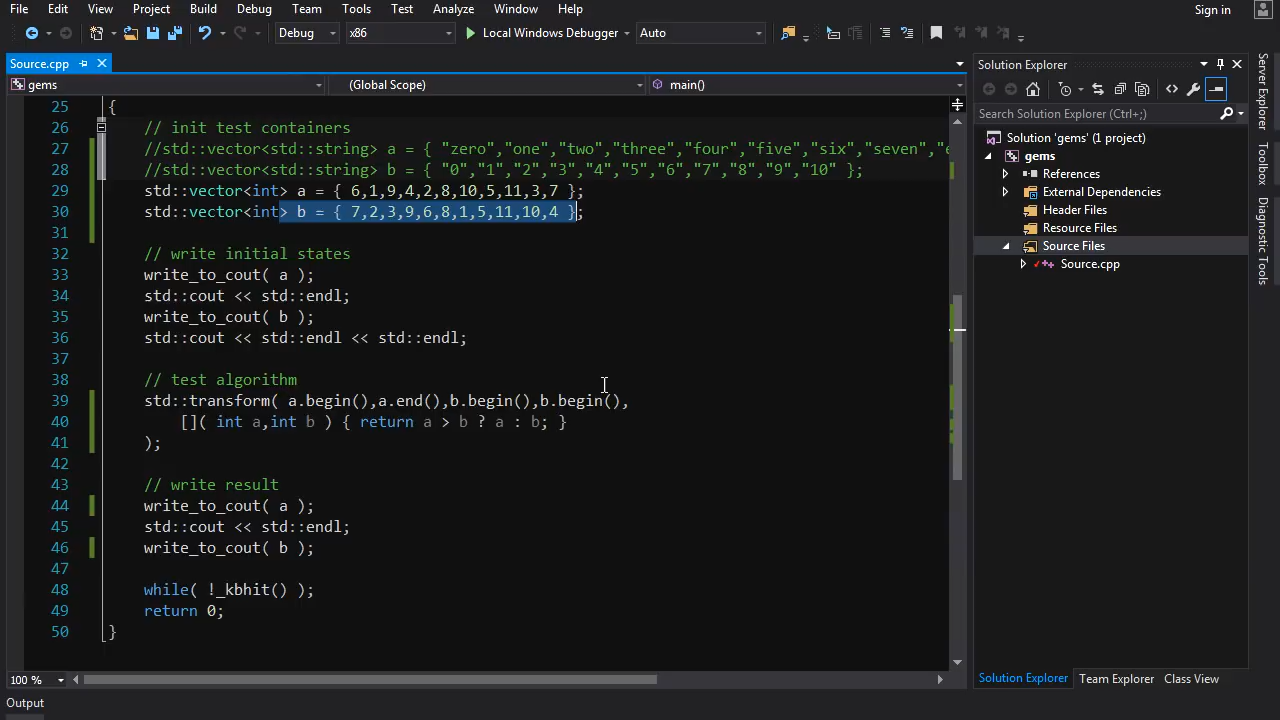 File Edit View Project Build Debug Team Tools Test Analyze Window Help Sign in
Debug x86 Local Windows Debugger Auto
Source.cpp
gems (Global Scope) main()
25 {
26 // init test containers
27 //std::vector<std::string> a = { "zero","one","two","three","four","five","six","seven","e
28 //std::vector<std::string> b = { "0","1","2","3","4","5","6","7","8","9","10" };
29 std::vector<int> a = { 6,1,9,4,2,8,10,5,11,3,7 };
30 std::vector<int> b = { 7,2,3,9,6,8,1,5,11,10,4 };
31
32 // write initial states
33 write_to_cout( a );
34 std::cout << std::endl;
35 write_to_cout( b );
36 std::cout << std::endl << std::endl;
37
38 // test algorithm
39 std::transform( a.begin(),a.end(),b.begin(),b.begin(),
40 []( int a,int b ) { return a > b ? a : b; }
41 );
42
43 // write result
44 write_to_cout( a );
45 std::cout << std::endl;
46 write_to_cout( b );
47
48 while( !_kbhit() );
49 return 0;
50 }
100 %
Output
Solution Explorer
Search Solution Explorer (Ctrl+;)
Solution 'gems' (1 project)
gems
References
External Dependencies
Header Files
Resource Files
Source Files
Source.cpp
Solution Explorer Team Explorer Class View
Server Explorer
Toolbox
Diagnostic Tools